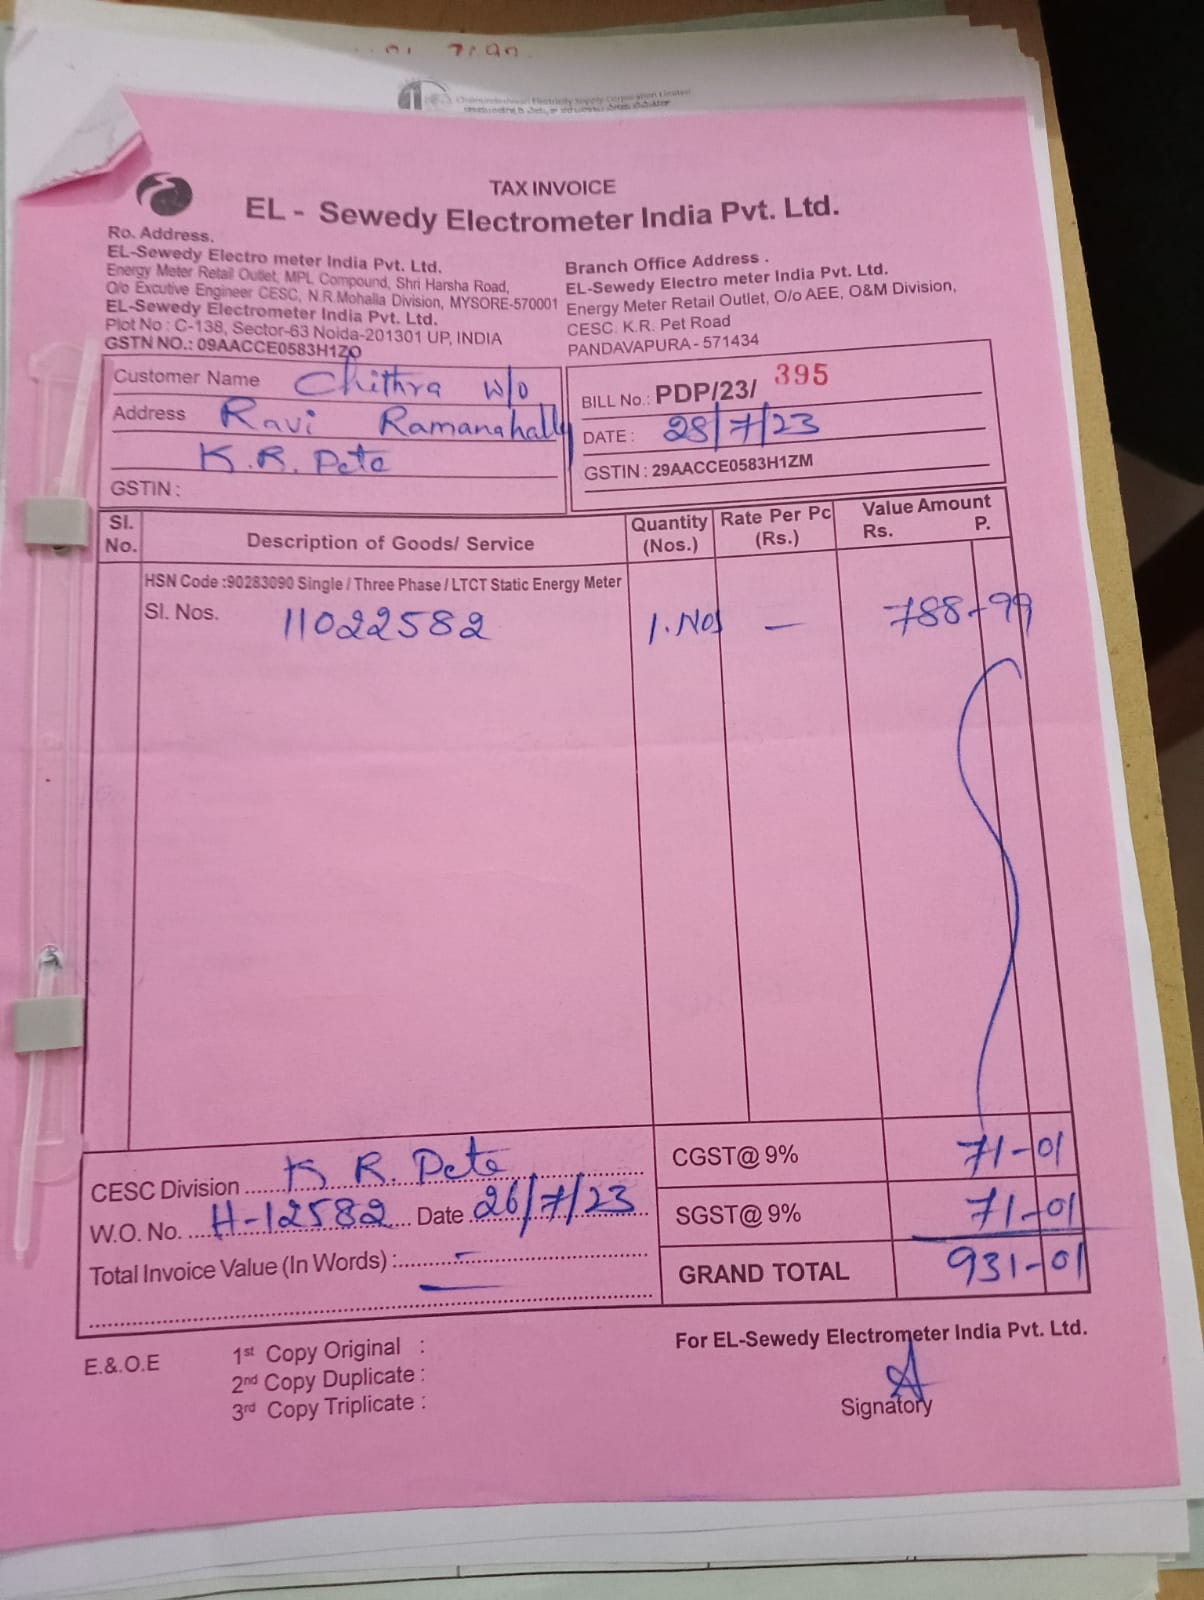 Chamundeshwari Electricity Supply Corporation Limited
TAX INVOICE
EL - Sewedy Electrometer India Pvt. Ltd.
Ro. Address.
EL-Sewedy Electro meter India Pvt. Ltd.
Energy Meter Retail Outlet, MPL Compound, Shri Harsha Road,
O/o Excutive Engineer CESC, N.R.Mohalla Division, MYSORE-570001
EL-Sewedy Electrometer India Pvt. Ltd.
Plot No : C-138, Sector-63 Noida-201301 UP, INDIA
GSTN NO.: 09AACCE0583H1ZO
Branch Office Address .
EL-Sewedy Electro meter India Pvt. Ltd.
Energy Meter Retail Outlet, O/o AEE, O&M Division,
CESC. K.R. Pet Road
PANDAVAPURA - 571434
Customer Name Chithra w/o
Address Ravi Ramanahally
K.R. Pete
GSTIN :
BILL No.: PDP/23/ 395
DATE : 28/7/23
GSTIN : 29AACCE0583H1ZM
Sl. No. Description of Goods/ Service Quantity (Nos.) Rate Per Pc (Rs.) Value Amount Rs. P.
HSN Code :90283090 Single / Three Phase / LTCT Static Energy Meter
Sl. Nos. 11022582 1.Nos — 788-99
CGST@ 9% 71-01
SGST@ 9% 71-01
GRAND TOTAL 931-01
CESC Division K R. Pete
W.O. No. H-12582 Date 26/7/23
Total Invoice Value (In Words) :
For EL-Sewedy Electrometer India Pvt. Ltd.
Signatory
E.&.O.E
1st Copy Original :
2nd Copy Duplicate :
3rd Copy Triplicate :